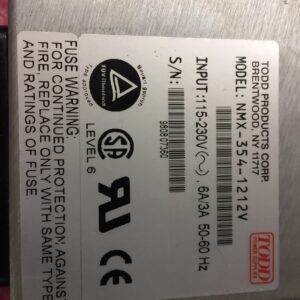 TODD PRODUCTS CORP.
BRENTWOOD, NY 11717
MODEL: NMX-354-1212V
INPUT:115-230V(~), 6A/3A 50-60 Hz
S/N:
980807360
TODD
LEVEL 6
FUSE WARNING:
FOR CONTINUED PROTECTION, AGAINST
FIRE, REPLACE ONLY WITH SAME TYPE
AND RATINGS OF FUSE.